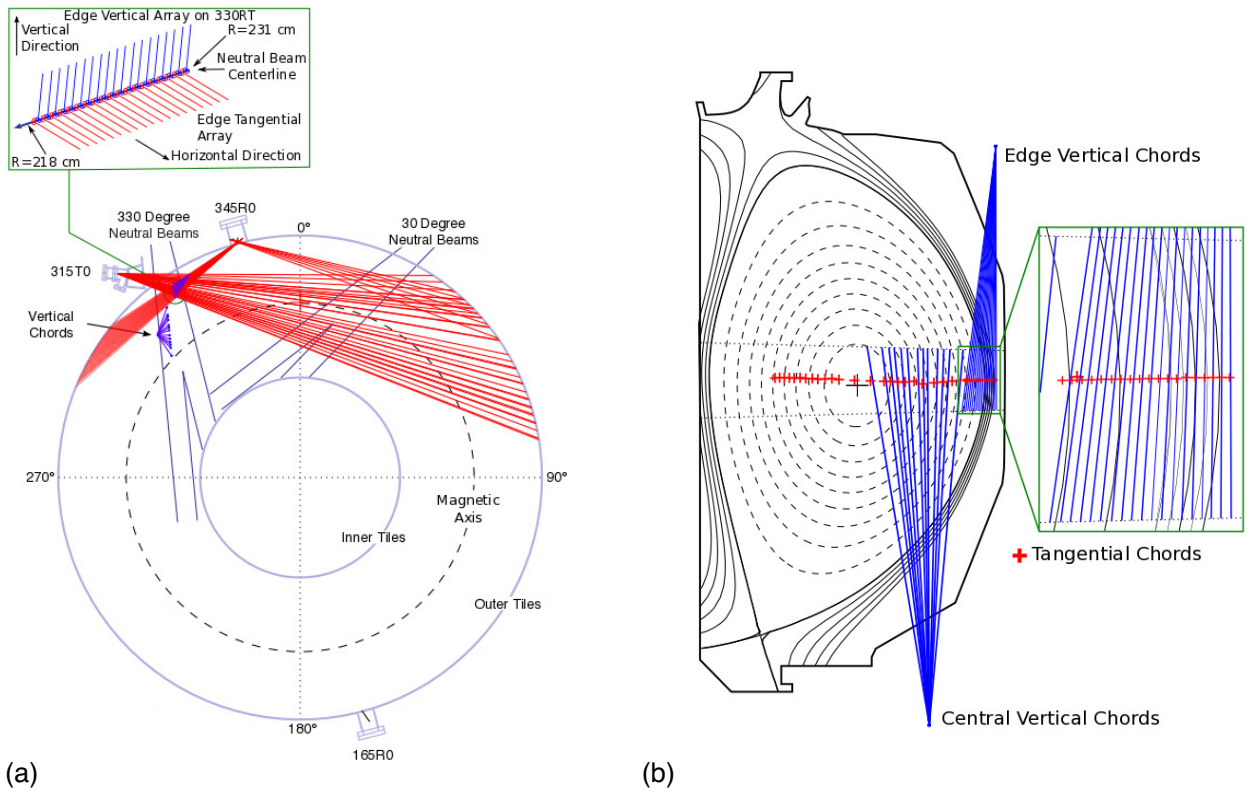 Edge Vertical Array on 330RT
Vertical
Direction
R=231 cm
Neutral Beam
Centerline
Edge Tangential
Array
Horizontal Direction
R=218 cm
345R0
330 Degree
Neutral Beams
0°
30 Degree
Neutral Beams
315T0
Vertical
Chords
270°
90°
Magnetic
Axis
Inner Tiles
Outer Tiles
180°
165R0
(a)
Edge Vertical Chords
Tangential Chords
Central Vertical Chords
(b)